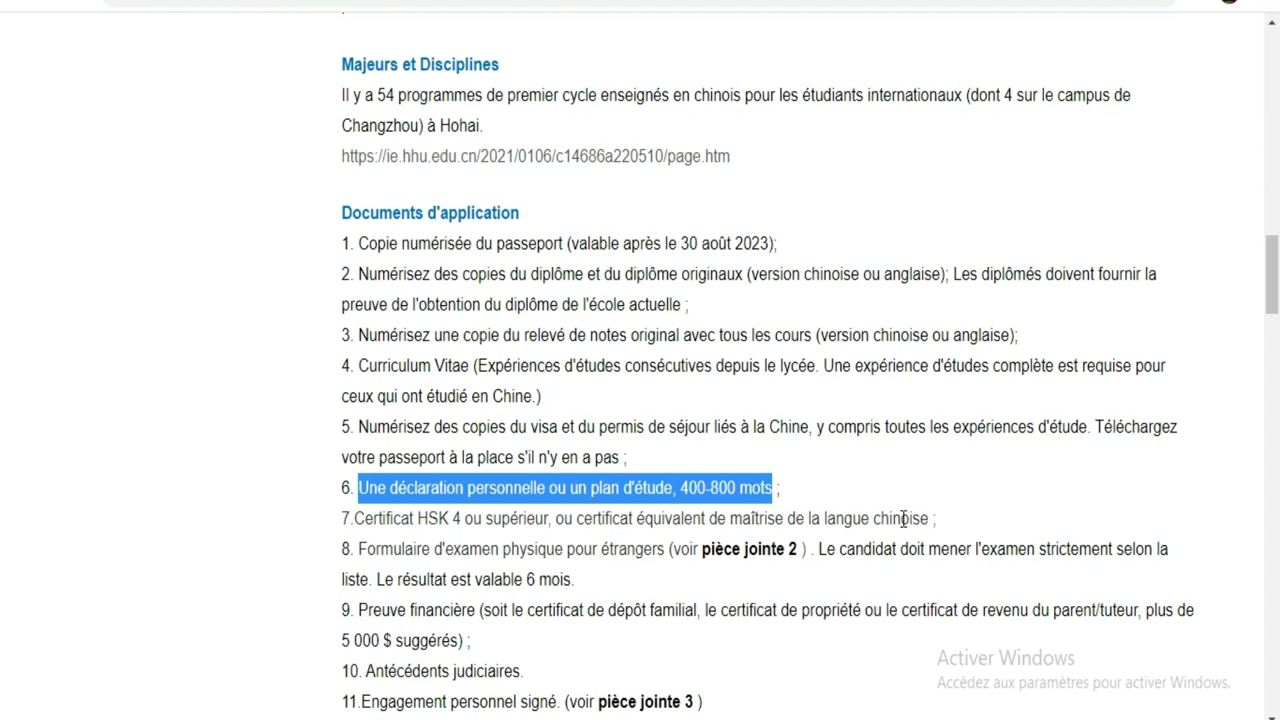 Majeurs et Disciplines
Il y a 54 programmes de premier cycle enseignés en chinois pour les étudiants internationaux (dont 4 sur le campus de
Changzhou) à Hohai.
https://ie.hhu.edu.cn/2021/0106/c14686a220510/page.htm
Documents d'application
1. Copie numérisée du passeport (valable après le 30 août 2023);
2. Numérisez des copies du diplôme et du diplôme originaux (version chinoise ou anglaise); Les diplômés doivent fournir la
preuve de l'obtention du diplôme de l'école actuelle ;
3. Numérisez une copie du relevé de notes original avec tous les cours (version chinoise ou anglaise);
4. Curriculum Vitae (Expériences d'études consécutives depuis le lycée. Une expérience d'études complète est requise pour
ceux qui ont étudié en Chine.)
5. Numérisez des copies du visa et du permis de séjour liés à la Chine, y compris toutes les expériences d'étude. Téléchargez
votre passeport à la place s'il n'y en a pas ;
6. Une déclaration personnelle ou un plan d'étude, 400-800 mots ;
7.Certificat HSK 4 ou supérieur, ou certificat équivalent de maîtrise de la langue chinoise ;
8. Formulaire d'examen physique pour étrangers (voir pièce jointe 2 ) . Le candidat doit mener l'examen strictement selon la
liste. Le résultat est valable 6 mois.
9. Preuve financière (soit le certificat de dépôt familial, le certificat de propriété ou le certificat de revenu du parent/tuteur, plus de
5 000 $ suggérés) ;
10. Antécédents judiciaires.
11.Engagement personnel signé. (voir pièce jointe 3 )
Activer Windows
Accédez aux paramètres pour activer Windows.